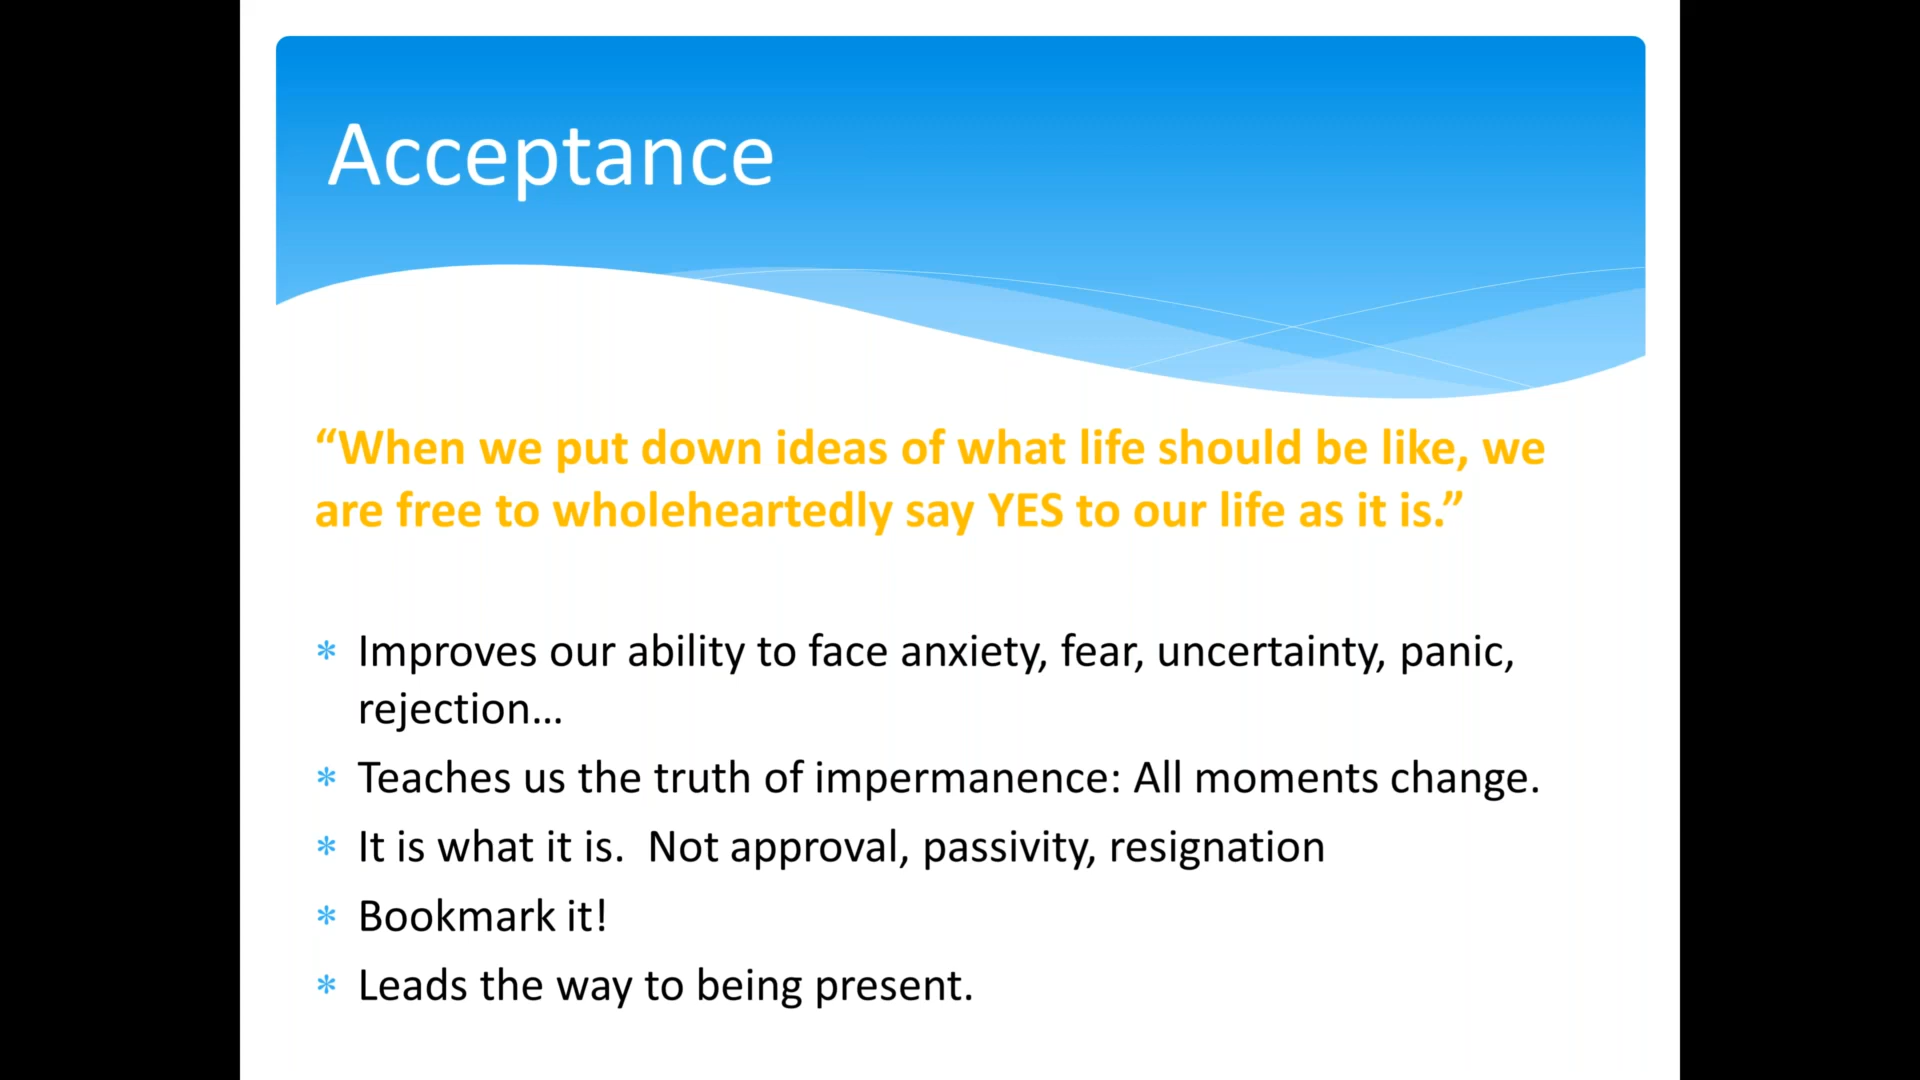 Acceptance
“When we put down ideas of what life should be like, we
are free to wholeheartedly say YES to our life as it is.”
* Improves our ability to face anxiety, fear, uncertainty, panic,
rejection…
* Teaches us the truth of impermanence: All moments change.
* It is what it is.  Not approval, passivity, resignation
* Bookmark it!
* Leads the way to being present.